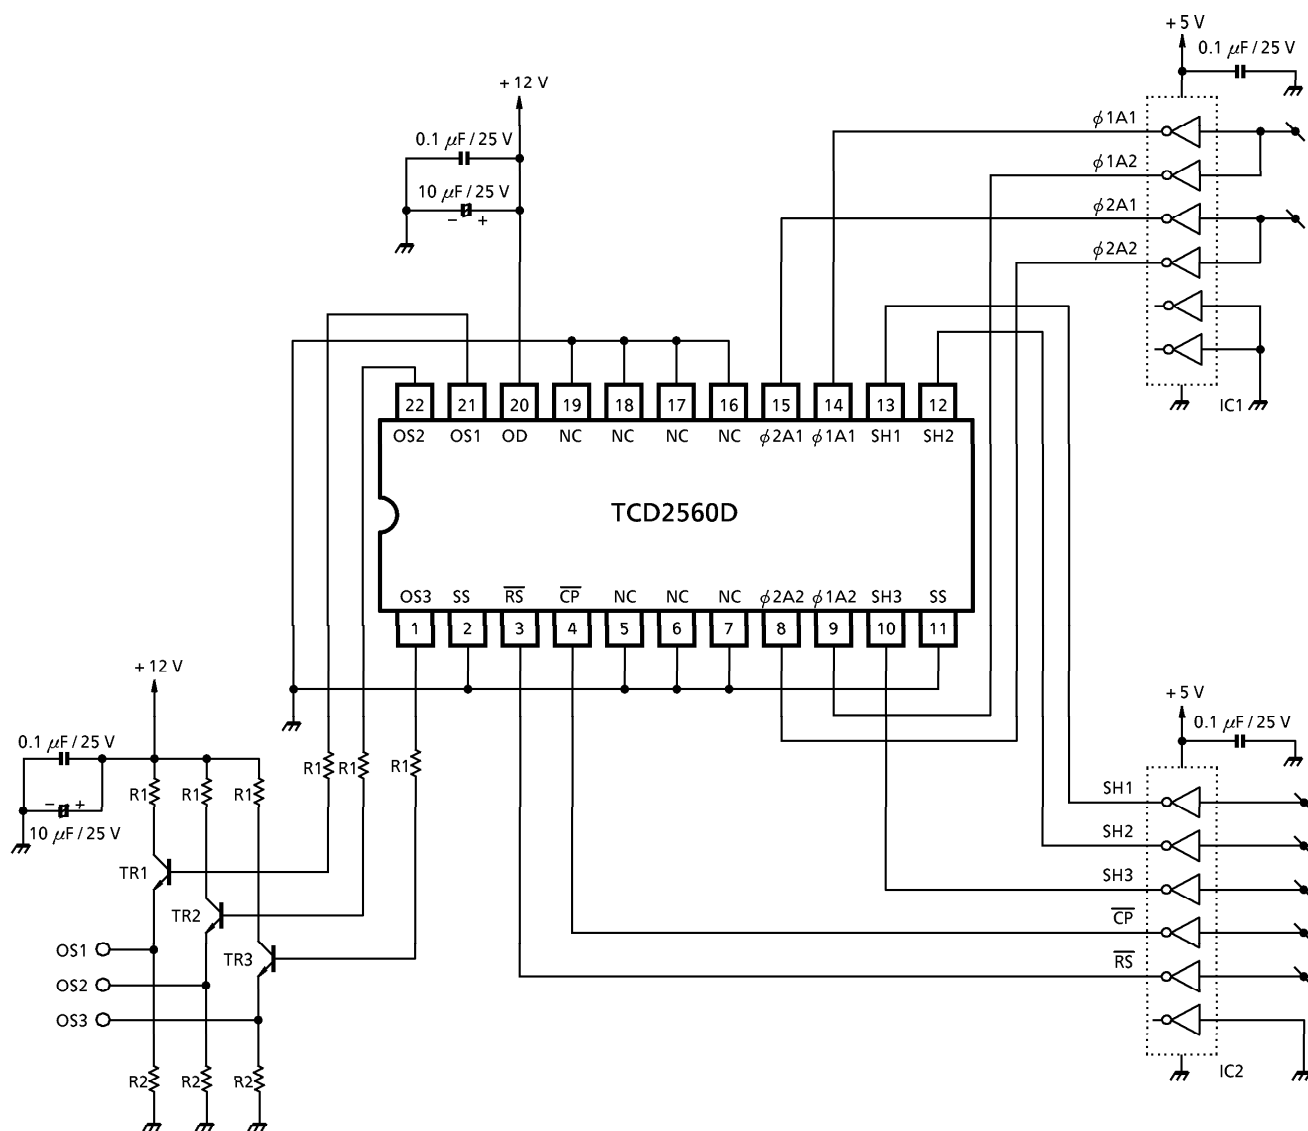 + 5 V
0.1 μF / 25 V
+ 12 V
0.1 μF / 25 V
10 μF / 25 V
− +
ϕ1A1
ϕ1A2
ϕ2A1
ϕ2A2
IC1
22 21 20 19 18 17 16 15 14 13 12
OS2 OS1 OD NC NC NC NC ϕ2A1 ϕ1A1 SH1 SH2
TCD2560D
OS3 SS R̅S̅ C̅P̅ NC NC NC ϕ2A2 ϕ1A2 SH3 SS
1 2 3 4 5 6 7 8 9 10 11
+ 12 V
0.1 μF / 25 V
− +
10 μF / 25 V
R1 R1 R1
R1 R1 R1
TR1
TR2
TR3
OS1
OS2
OS3
R2 R2 R2
+ 5 V
0.1 μF / 25 V
SH1
SH2
SH3
C̅P̅
R̅S̅
IC2